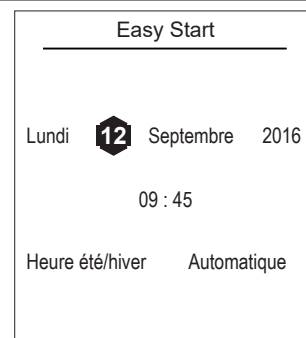 Easy Start
Lundi 12 Septembre 2016
09 : 45
Heure été/hiver Automatique